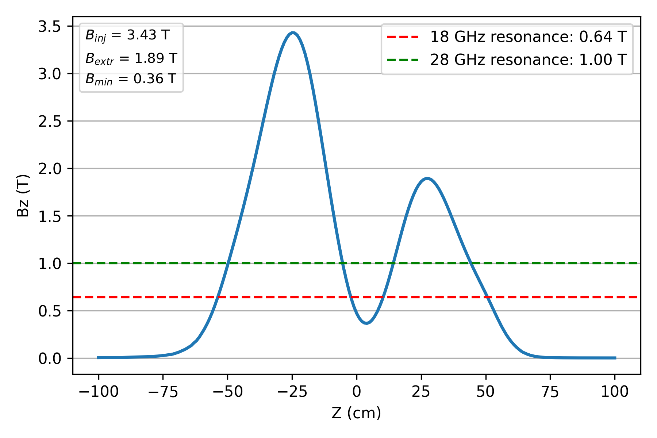 B_inj = 3.43 T
B_extr = 1.89 T
B_min = 0.36 T
18 GHz resonance: 0.64 T
28 GHz resonance: 1.00 T
3.5
3.0
2.5
2.0
1.5
1.0
0.5
0.0
Bz (T)
−100 −75 −50 −25 0 25 50 75 100
Z (cm)